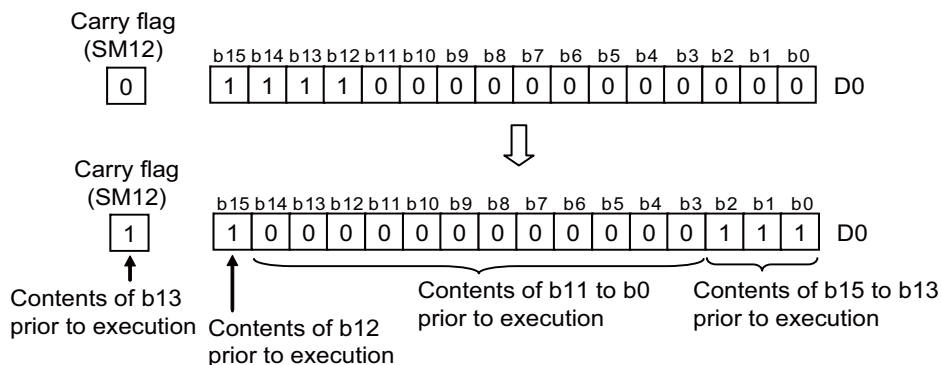 Carry flag
(SM12)
b15 b14 b13 b12 b11 b10 b9 b8 b7 b6 b5 b4 b3 b2 b1 b0
0 1 1 1 1 0 0 0 0 0 0 0 0 0 0 0 0 D0
Carry flag
(SM12)
b15 b14 b13 b12 b11 b10 b9 b8 b7 b6 b5 b4 b3 b2 b1 b0
1 1 0 0 0 0 0 0 0 0 0 0 0 0 1 1 1 D0
Contents of b13
prior to execution
Contents of b12
prior to execution
Contents of b11 to b0
prior to execution
Contents of b15 to b13
prior to execution